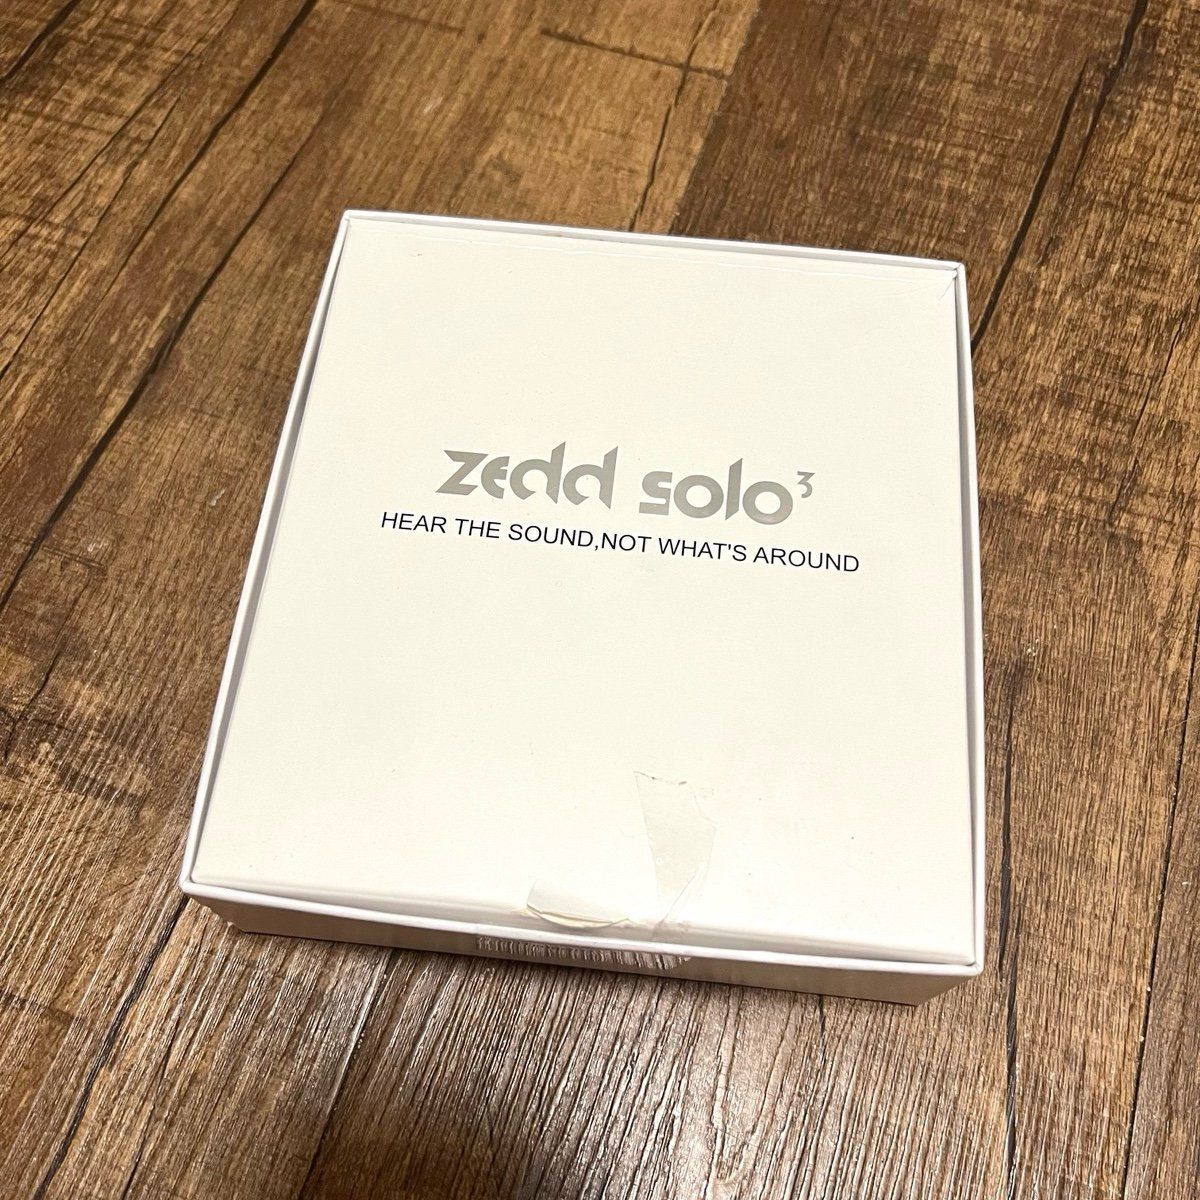 zedd solo³
HEAR THE SOUND,NOT WHAT'S AROUND